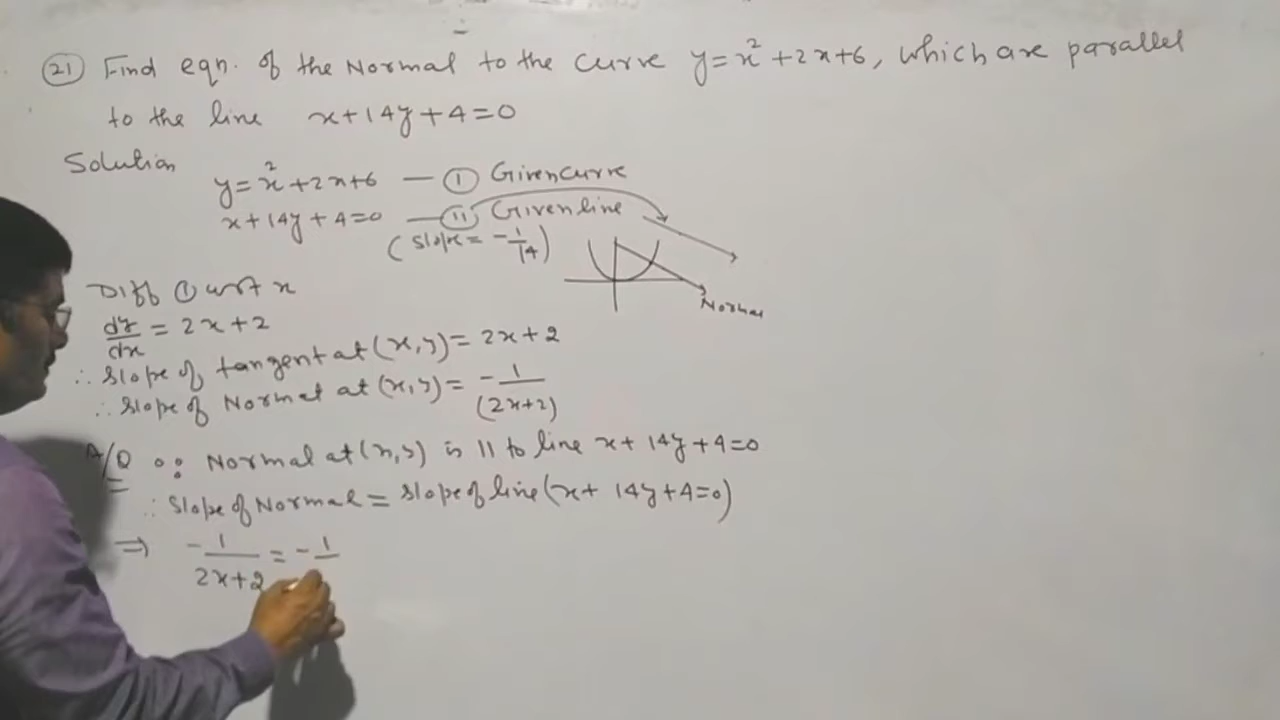 (21) Find eqn. of the Normal to the curve y=x²+2x+6, which are parallel
to the line x+14y+4=0
Solution
y=x²+2x+6 — (I) Given curve
x+14y+4=0 — (II) Given line
(Slope = -1/14)
Normal
Diff (1) wrt x
dy/dx = 2x+2
∴ Slope of tangent at (x,y) = 2x+2
∴ Slope of Normal at (x,y) = -1/(2x+2)
A/Q ∵ Normal at (x,y) is || to line x+14y+4=0
∴ Slope of Normal = Slope of line (x+14y+4=0)
⇒ -1/2x+2 = -1